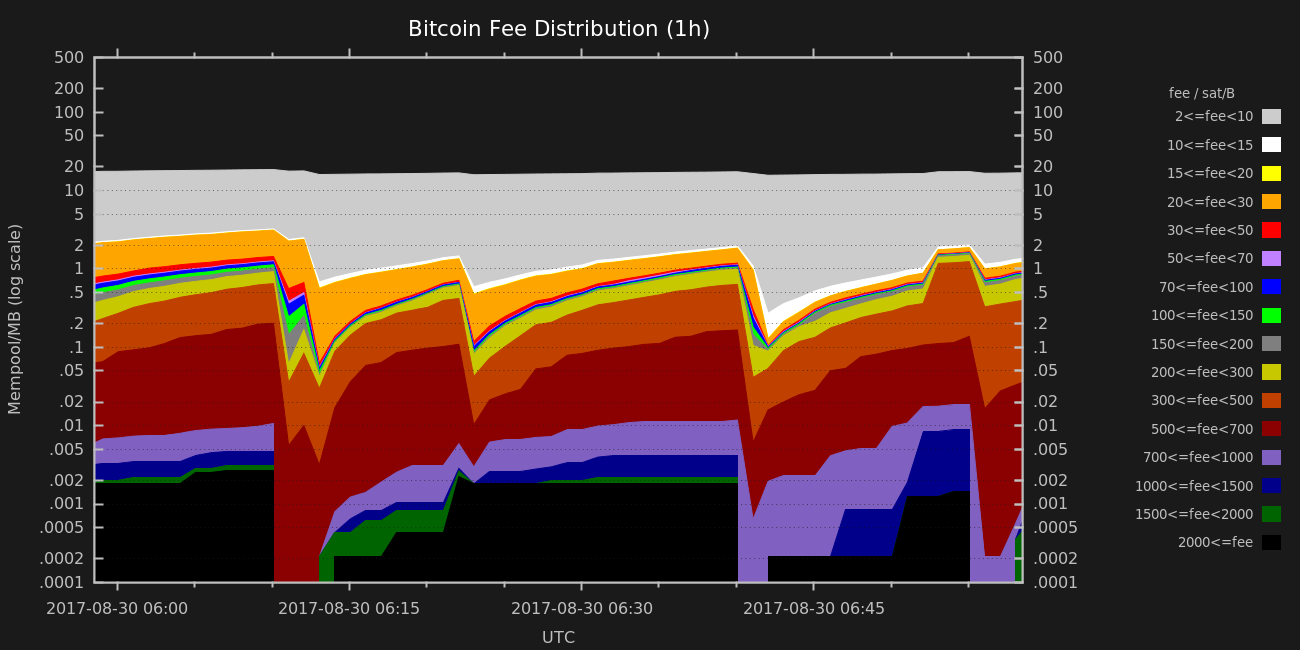 Bitcoin Fee Distribution (1h)
500 500
200 200
100 100
50 50
20 20
10 10
5 5
2 2
1 1
.5 .5
.2 .2
.1 .1
.05 .05
.02 .02
.01 .01
.005 .005
.002 .002
.001 .001
.0005 .0005
.0002 .0002
.0001 .0001
Mempool/MB (log scale)
2017-08-30 06:00 2017-08-30 06:15 2017-08-30 06:30 2017-08-30 06:45
UTC
fee / sat/B
2<=fee<10
10<=fee<15
15<=fee<20
20<=fee<30
30<=fee<50
50<=fee<70
70<=fee<100
100<=fee<150
150<=fee<200
200<=fee<300
300<=fee<500
500<=fee<700
700<=fee<1000
1000<=fee<1500
1500<=fee<2000
2000<=fee